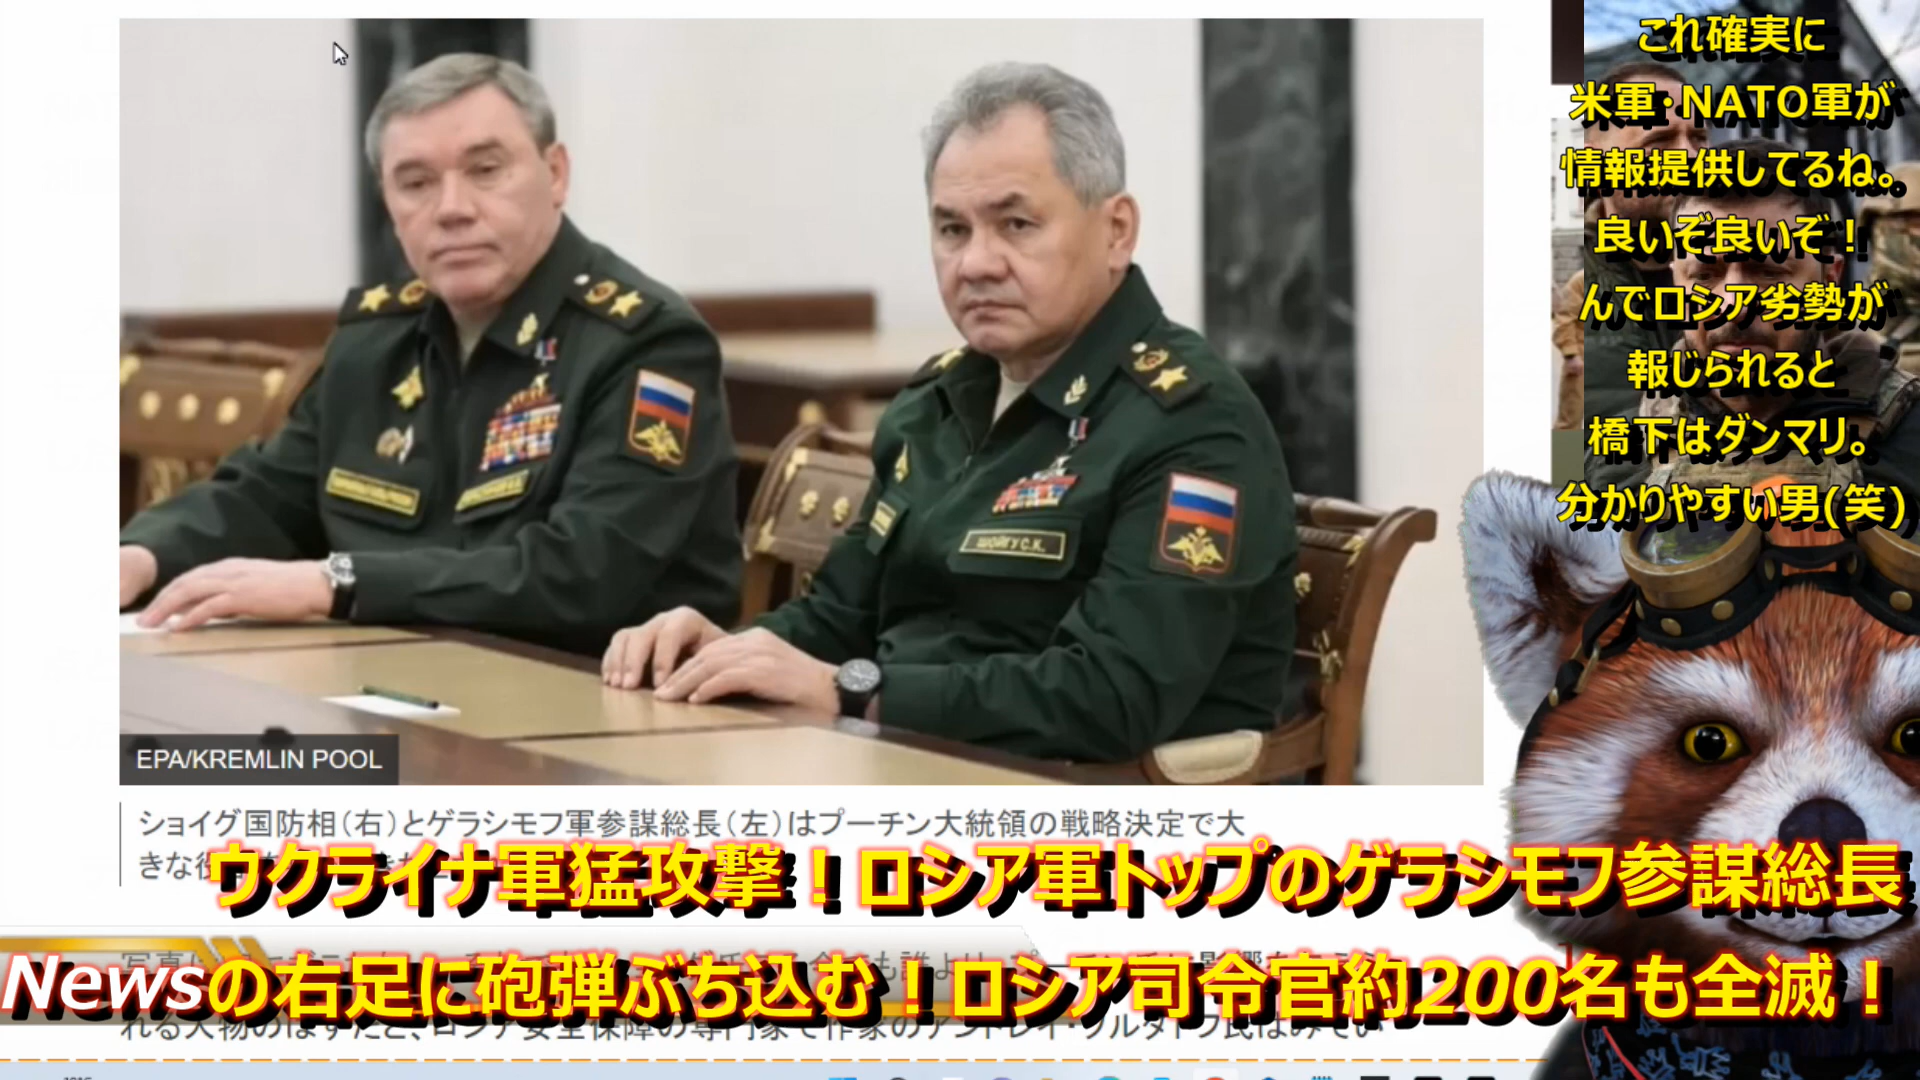 これ確実に
米軍・NATO軍が
情報提供してるね。
良いぞ良いぞ！
んでロシア劣勢が
報じられると
橋下はダンマリ。
分かりやすい男(笑)
ШОЙГУ С.К.
EPA/KREMLIN POOL
ショイグ国防相（右）とゲラシモフ軍参謀総長（左）はプーチン大統領の戦略決定で大
きな役
ウクライナ軍猛攻撃！ロシア軍トップのゲラシモフ参謀総長
Newsの右足に砲弾ぶち込む！ロシア司令官約200名も全滅！